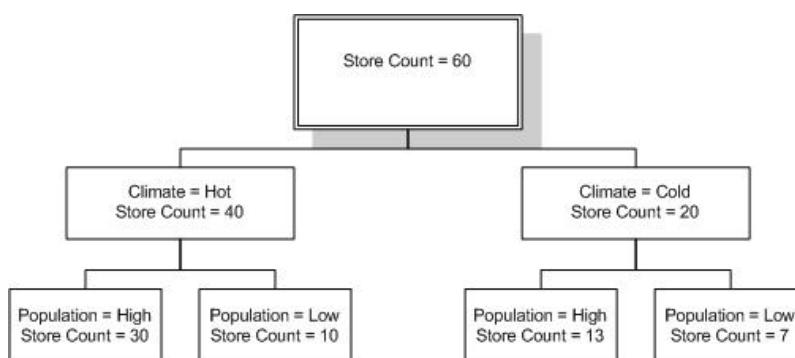 Store Count = 60
Climate = Hot
Store Count = 40
Climate = Cold
Store Count = 20
Population = High
Store Count = 30
Population = Low
Store Count = 10
Population = High
Store Count = 13
Population = Low
Store Count = 7